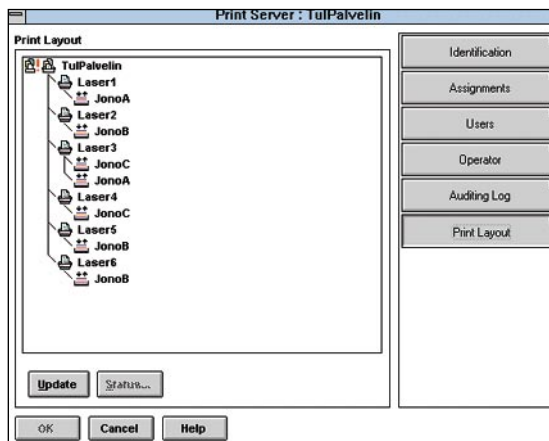 Print Server : TulPalvelin
Print Layout
TulPalvelin
Laser1
JonoA
Laser2
JonoB
Laser3
JonoC
JonoA
Laser4
JonoC
Laser5
JonoB
Laser6
JonoB
Update
Status...
OK
Cancel
Help
Identification
Assignments
Users
Operator
Auditing Log
Print Layout